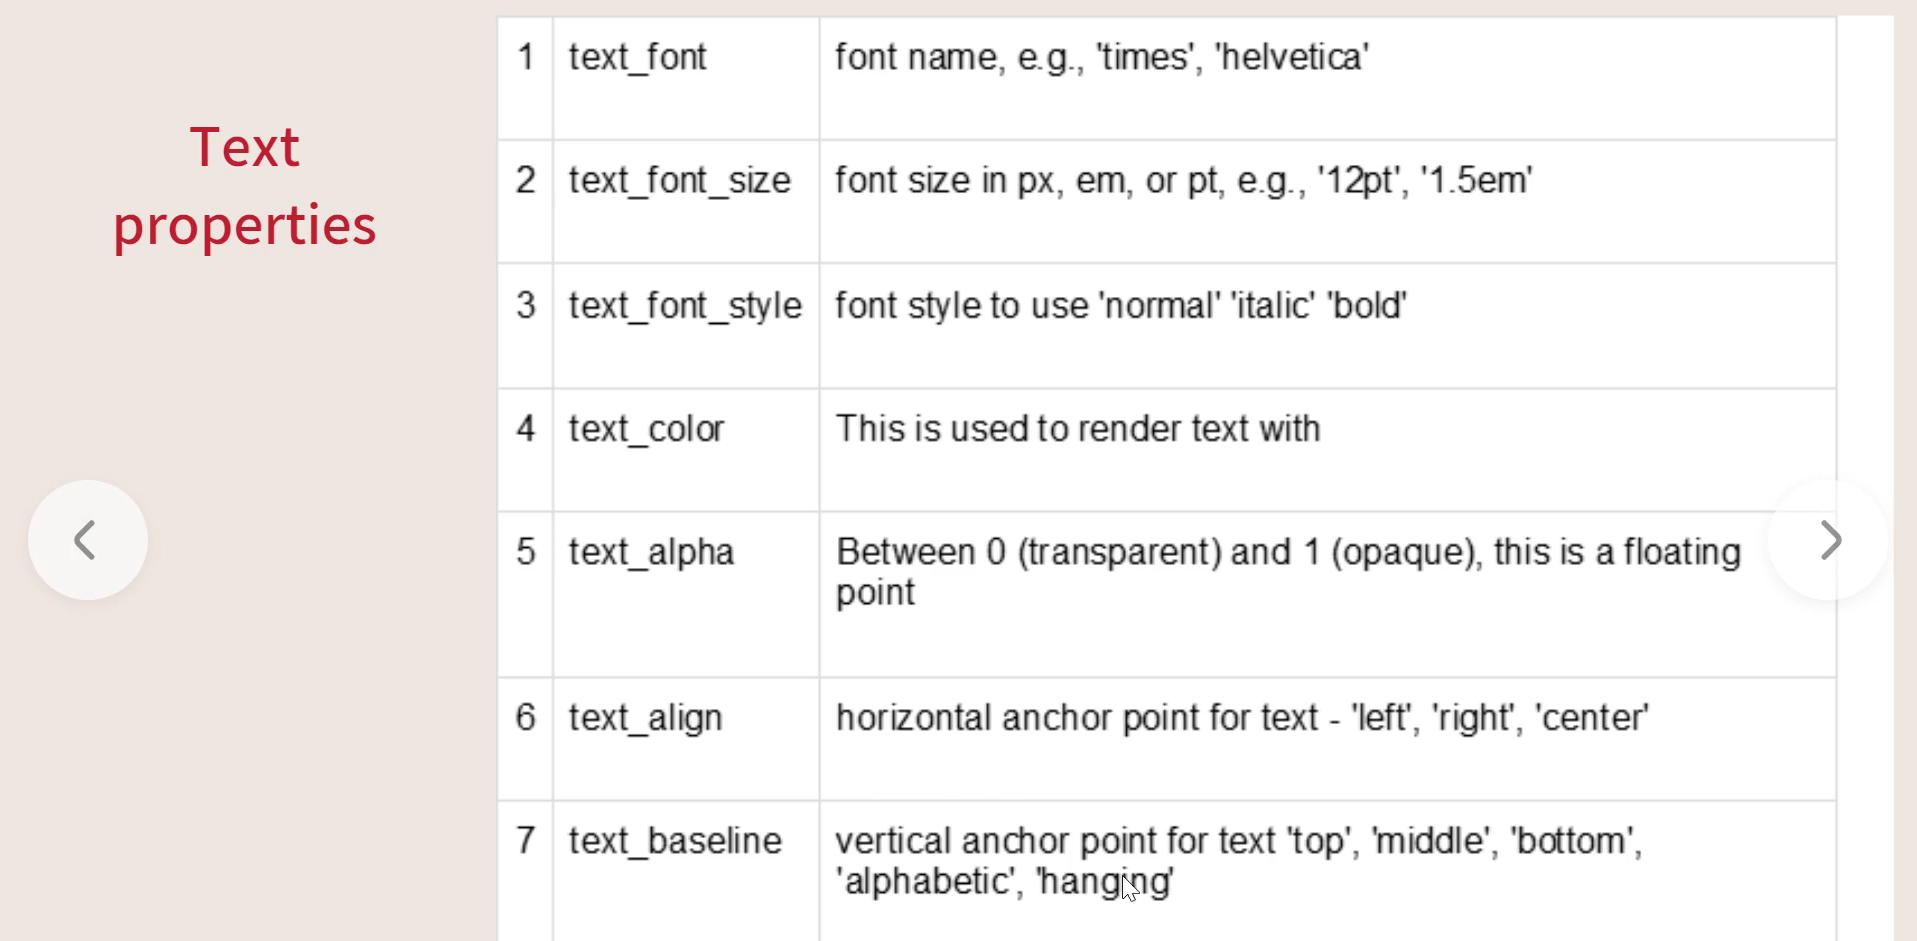 Text
properties
1 text_font font name, e.g., 'times', 'helvetica'
2 text_font_size font size in px, em, or pt, e.g., '12pt', '1.5em'
3 text_font_style font style to use 'normal' 'italic' 'bold'
4 text_color This is used to render text with
5 text_alpha Between 0 (transparent) and 1 (opaque), this is a floating
point
6 text_align horizontal anchor point for text - 'left', 'right', 'center'
7 text_baseline vertical anchor point for text 'top', 'middle', 'bottom',
'alphabetic', 'hanging'